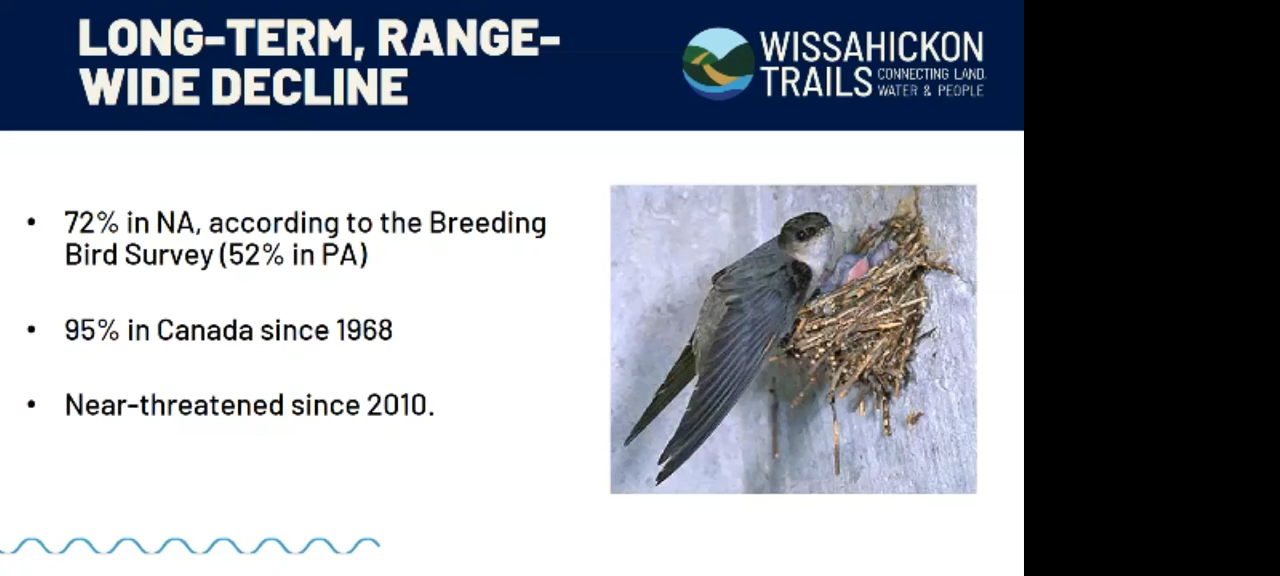 LONG-TERM, RANGE-
WIDE DECLINE
WISSAHICKON
TRAILS CONNECTING LAND,
WATER & PEOPLE
• 72% in NA, according to the Breeding
Bird Survey (52% in PA)
• 95% in Canada since 1968
• Near-threatened since 2010.